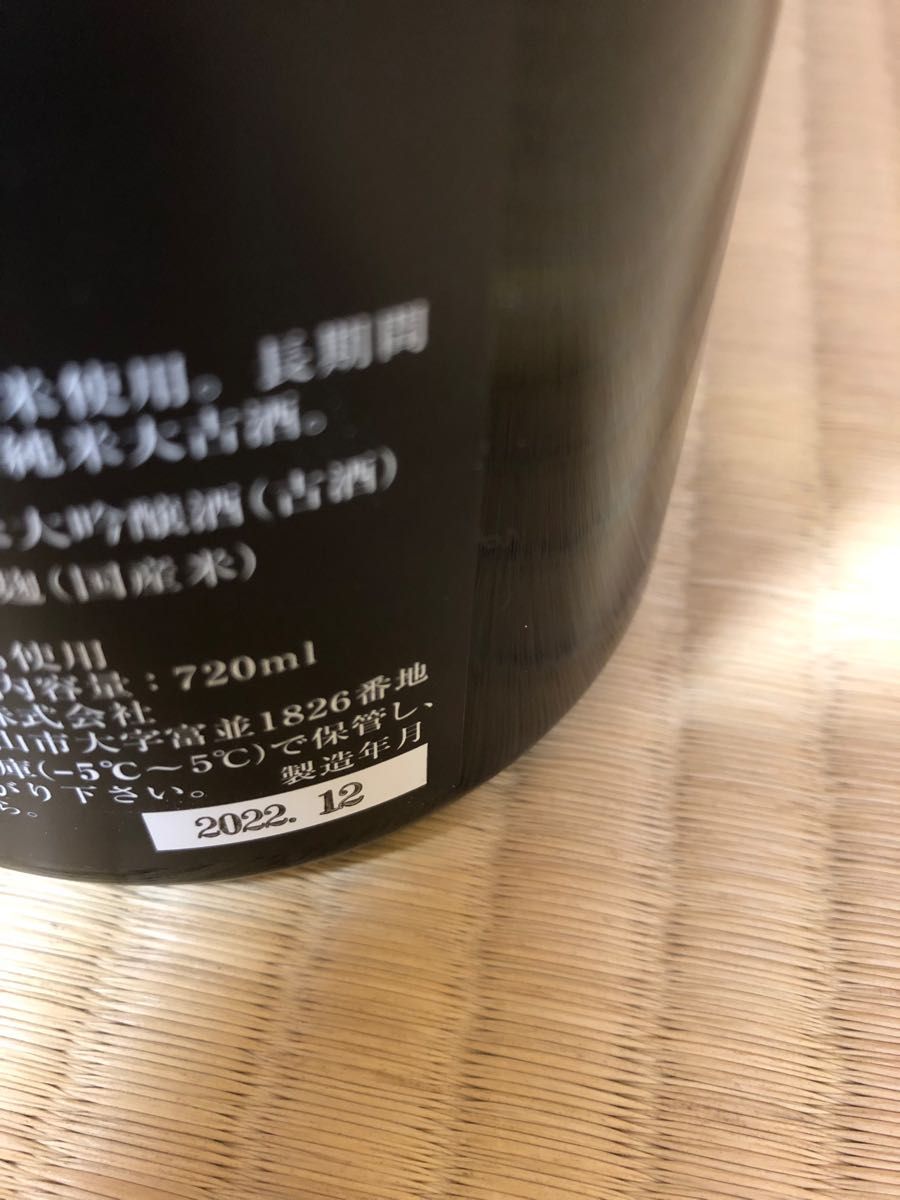 米使用。長期間
純米大古酒。
大吟醸酒(古酒)
麹(国産米)
使用
内容量:720ml
株式会社
山市大字富並1826番地
庫(-5℃～5℃)で保管し、
がり下さい。 製造年月
ら。
2022. 12